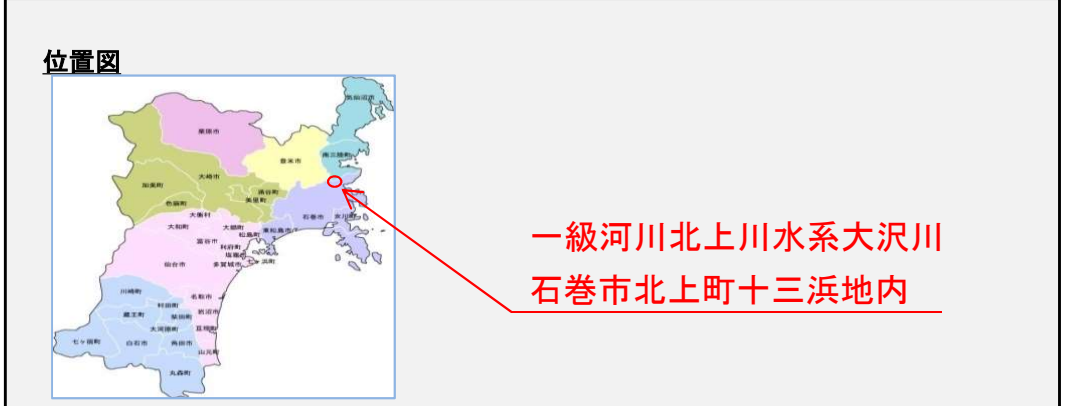 位置図
気仙沼市
栗原市
南三陸町
登米市
大崎市
加美町
涌谷町
色麻町
美里町
大衡村
石巻市
女川町
大和町
大郷町
松島町
東松島市
富谷市
利府町
塩竈市
仙台市
多賀城市
七ヶ浜町
川崎町
名取市
村田町
岩沼市
蔵王町
柴田町
大河原町
亘理町
七ヶ宿町
白石市
角田市
山元町
丸森町
一級河川北上川水系大沢川
石巻市北上町十三浜地内